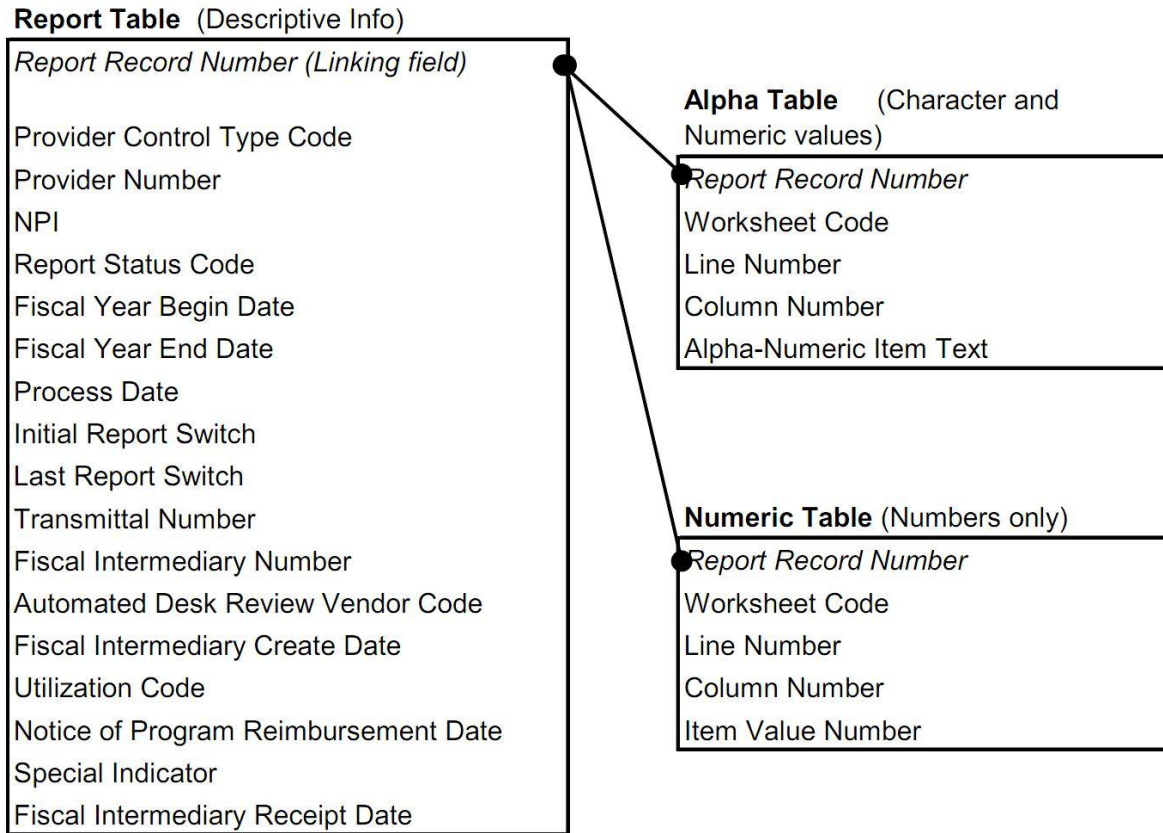 Report Table (Descriptive Info)
Report Record Number (Linking field)
Provider Control Type Code
Provider Number
NPI
Report Status Code
Fiscal Year Begin Date
Fiscal Year End Date
Process Date
Initial Report Switch
Last Report Switch
Transmittal Number
Fiscal Intermediary Number
Automated Desk Review Vendor Code
Fiscal Intermediary Create Date
Utilization Code
Notice of Program Reimbursement Date
Special Indicator
Fiscal Intermediary Receipt Date
Alpha Table (Character and
Numeric values)
Report Record Number
Worksheet Code
Line Number
Column Number
Alpha-Numeric Item Text
Numeric Table (Numbers only)
Report Record Number
Worksheet Code
Line Number
Column Number
Item Value Number